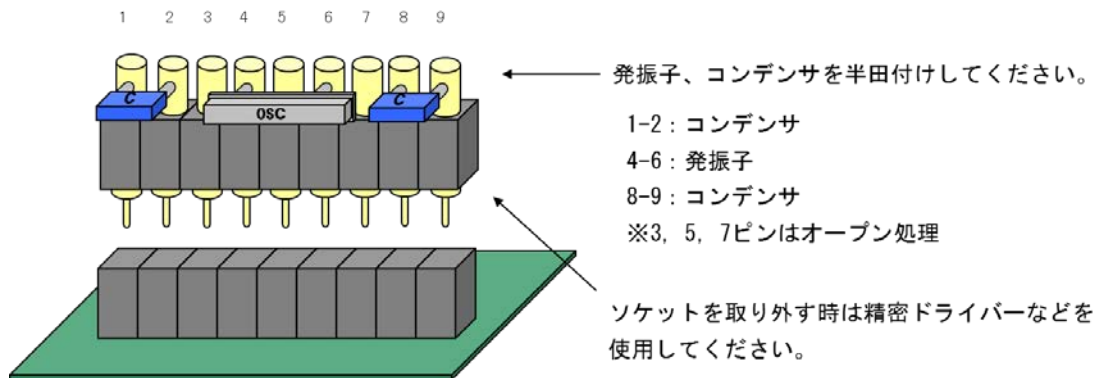 1 2 3 4 5 6 7 8 9
C
OSC
C
発振子、コンデンサを半田付けしてください。
1-2：コンデンサ
4-6：発振子
8-9：コンデンサ
※3, 5, 7ピンはオープン処理
ソケットを取り外す時は精密ドライバーなどを
使用してください。